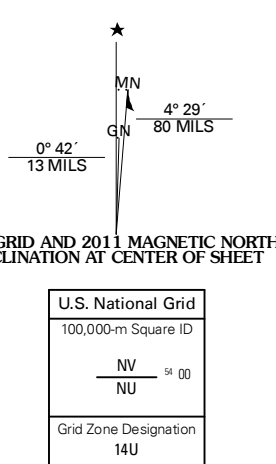 ★
MN
4° 29´
80 MILS
GN
0° 42´
13 MILS
GRID AND 2011 MAGNETIC NORTH
CLINATION AT CENTER OF SHEET
U.S. National Grid
100,000-m Square ID
NV
54 00
NU
Grid Zone Designation
14U